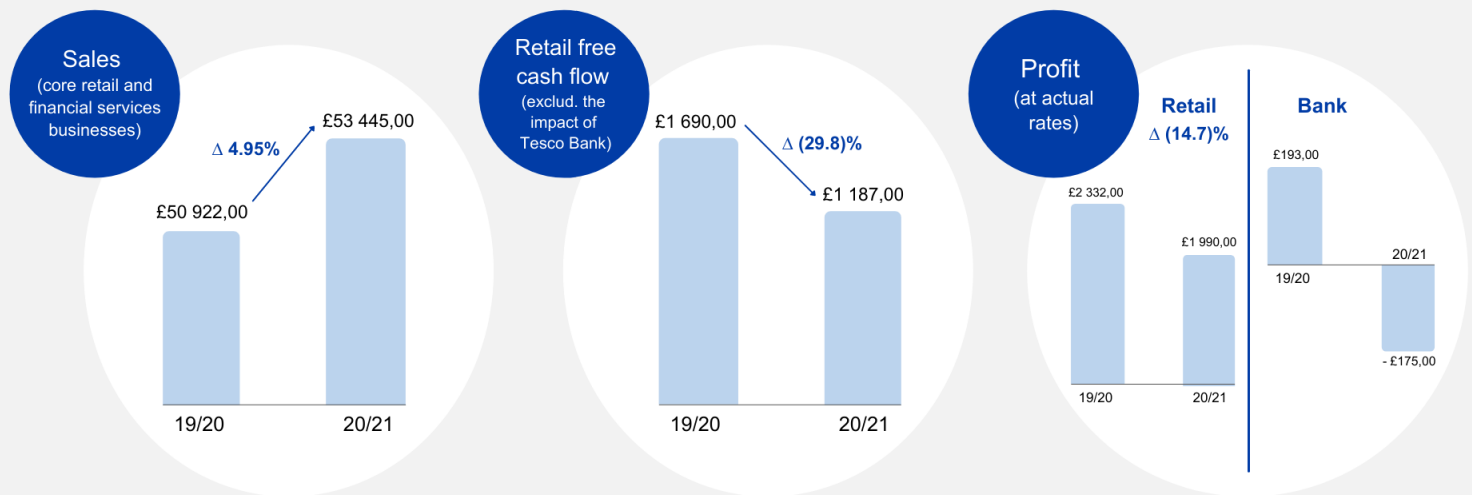 Sales
(core retail and
financial services
businesses)
∆ 4.95%
£53 445,00
£50 922,00
19/20
20/21
Retail free
cash flow
(exclud. the
impact of
Tesco Bank)
£1 690,00
∆ (29.8)%
£1 187,00
19/20
20/21
Profit
(at actual
rates)
Retail
∆ (14.7)%
£2 332,00
£1 990,00
19/20
20/21
Bank
£193,00
19/20
20/21
- £175,00